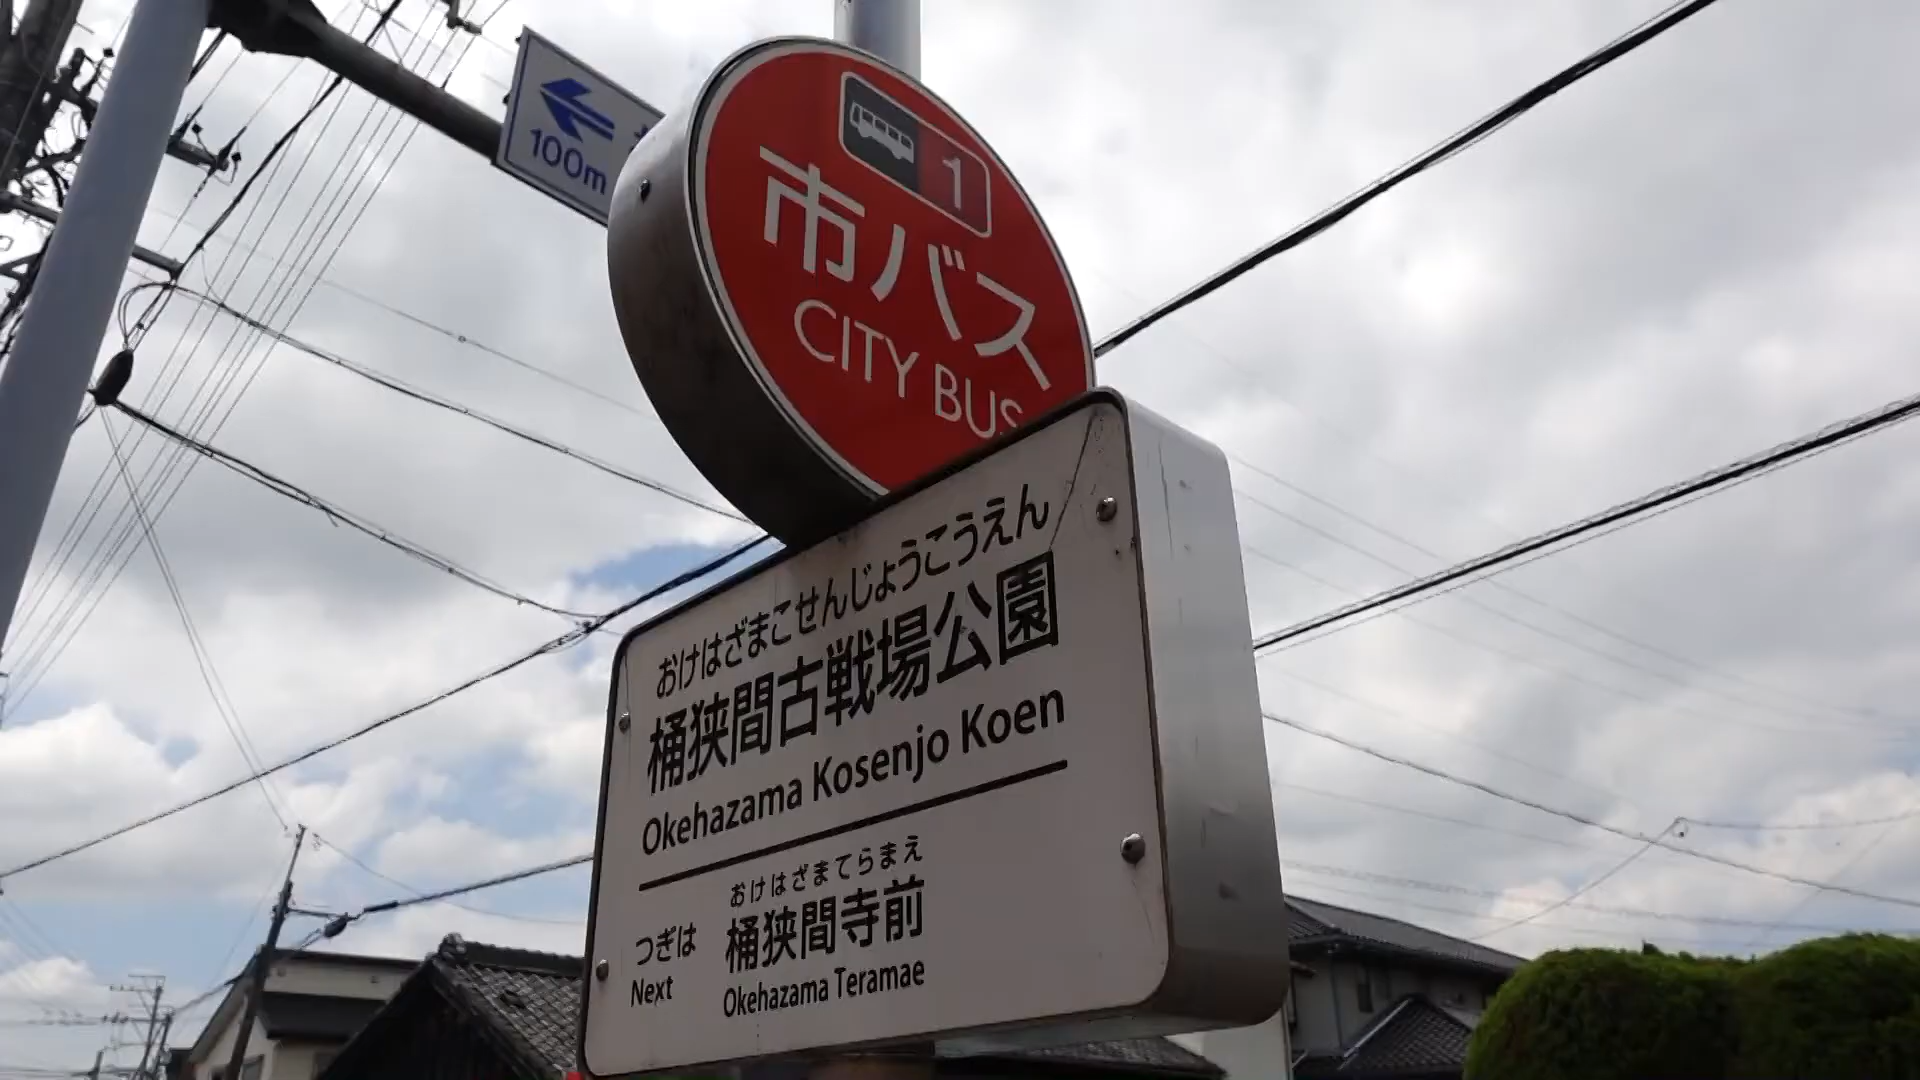 100m
1
市バス
CITY BUS
おけはざまこせんじょうこうえん
桶狭間古戦場公園
Okehazama Kosenjo Koen
おけはざまてらまえ
つぎは 桶狭間寺前
Next Okehazama Teramae